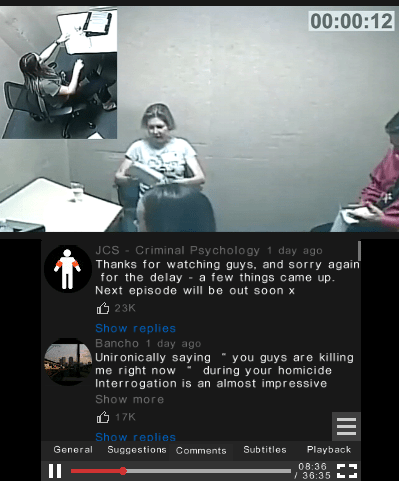 00:00:12
JCS - Criminal Psychology 1 day ago
Thanks for watching guys, and sorry again
for the delay - a few things came up.
Next episode will be out soon x
23K
Show replies
Bancho 1 day ago
Unironically saying "you guys are killing
me right now " during your homicide
Interrogation is an almost impressive
Show more
17K
Show replies
General Suggestions Comments Subtitles Playback
08:36
/ 36:35